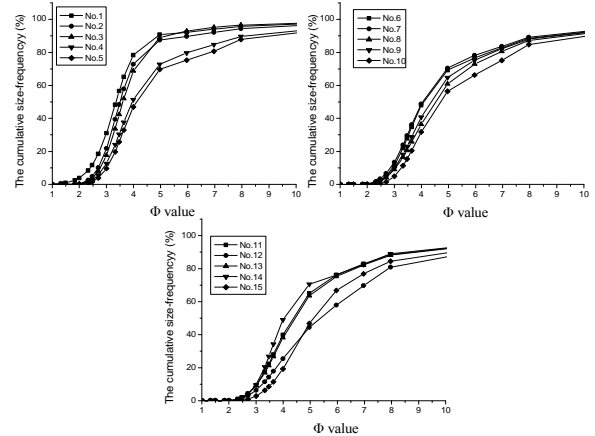 The cumulative size-frequencyy (%)
100
80
60
40
20
0
No.1
No.2
No.3
No.4
No.5
1 2 3 4 5 6 7 8 9 10
Φ value
The cumulative size-frequencyy (%)
100
80
60
40
20
0
No.6
No.7
No.8
No.9
No.10
1 2 3 4 5 6 7 8 9 10
Φ value
The cumulative size-frequencyy (%)
100
80
60
40
20
0
No.11
No.12
No.13
No.14
No.15
1 2 3 4 5 6 7 8 9 10
Φ value